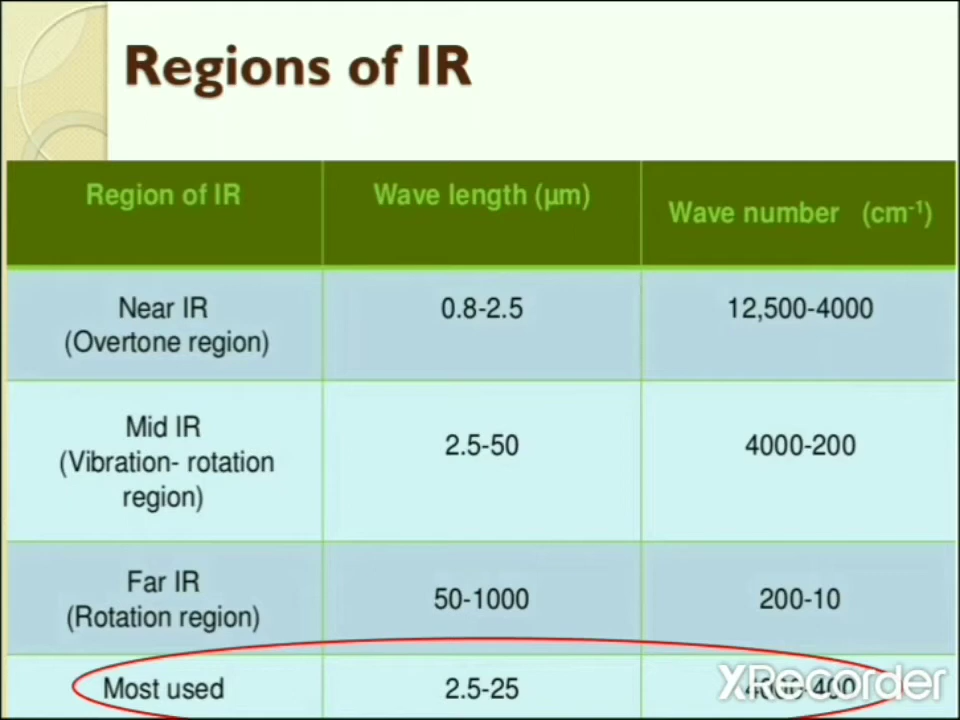 Regions of IR
Region of IR
Wave length (µm)
Wave number (cm⁻¹)
Near IR
(Overtone region)
0.8-2.5
12,500-4000
Mid IR
(Vibration- rotation
region)
2.5-50
4000-200
Far IR
(Rotation region)
50-1000
200-10
Most used
2.5-25
4000-400
XRecorder